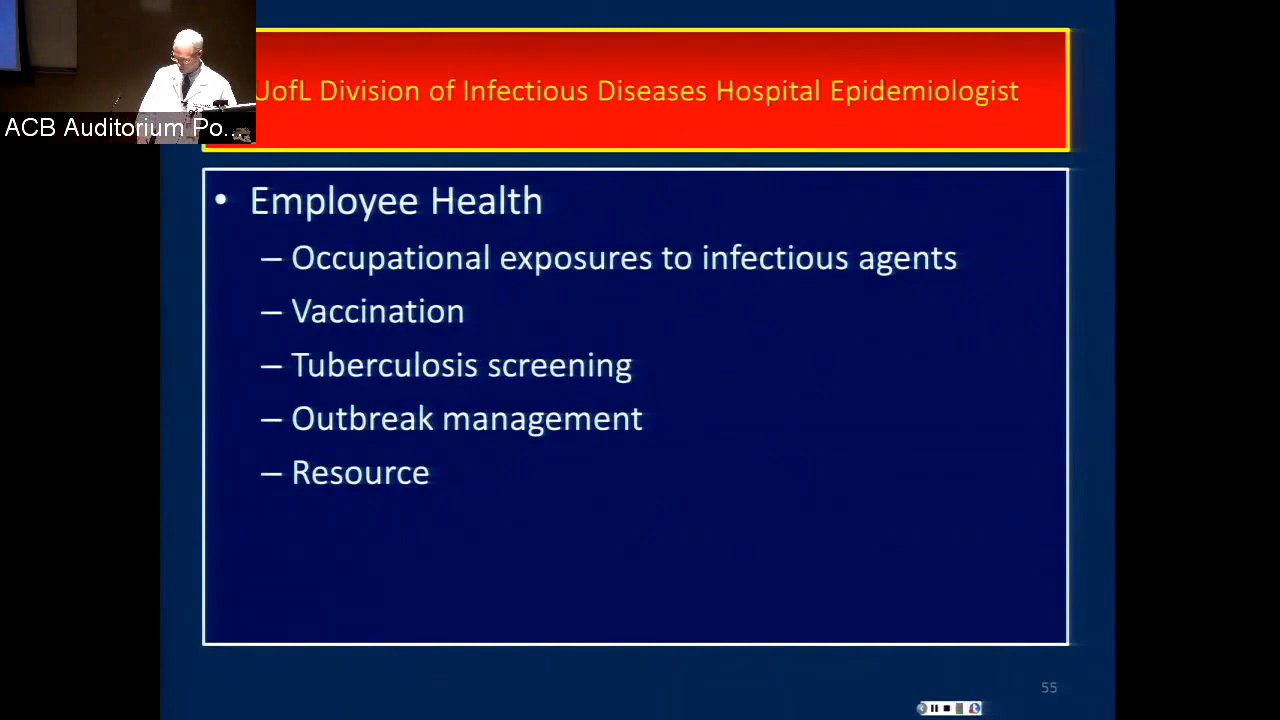 UofL Division of Infectious Diseases Hospital Epidemiologist
ACB Auditorium Po...
• Employee Health
– Occupational exposures to infectious agents
– Vaccination
– Tuberculosis screening
– Outbreak management
– Resource
55